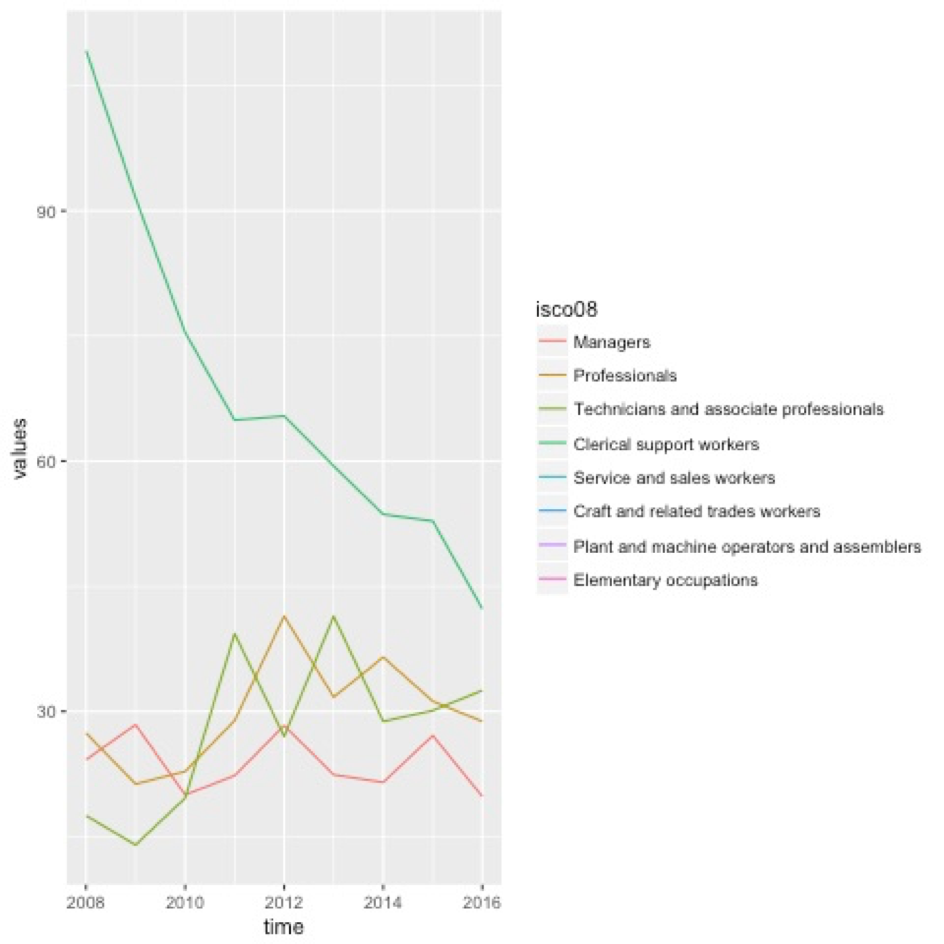 90
60
30
values
2008 2010 2012 2014 2016
time
isco08
Managers
Professionals
Technicians and associate professionals
Clerical support workers
Service and sales workers
Craft and related trades workers
Plant and machine operators and assemblers
Elementary occupations